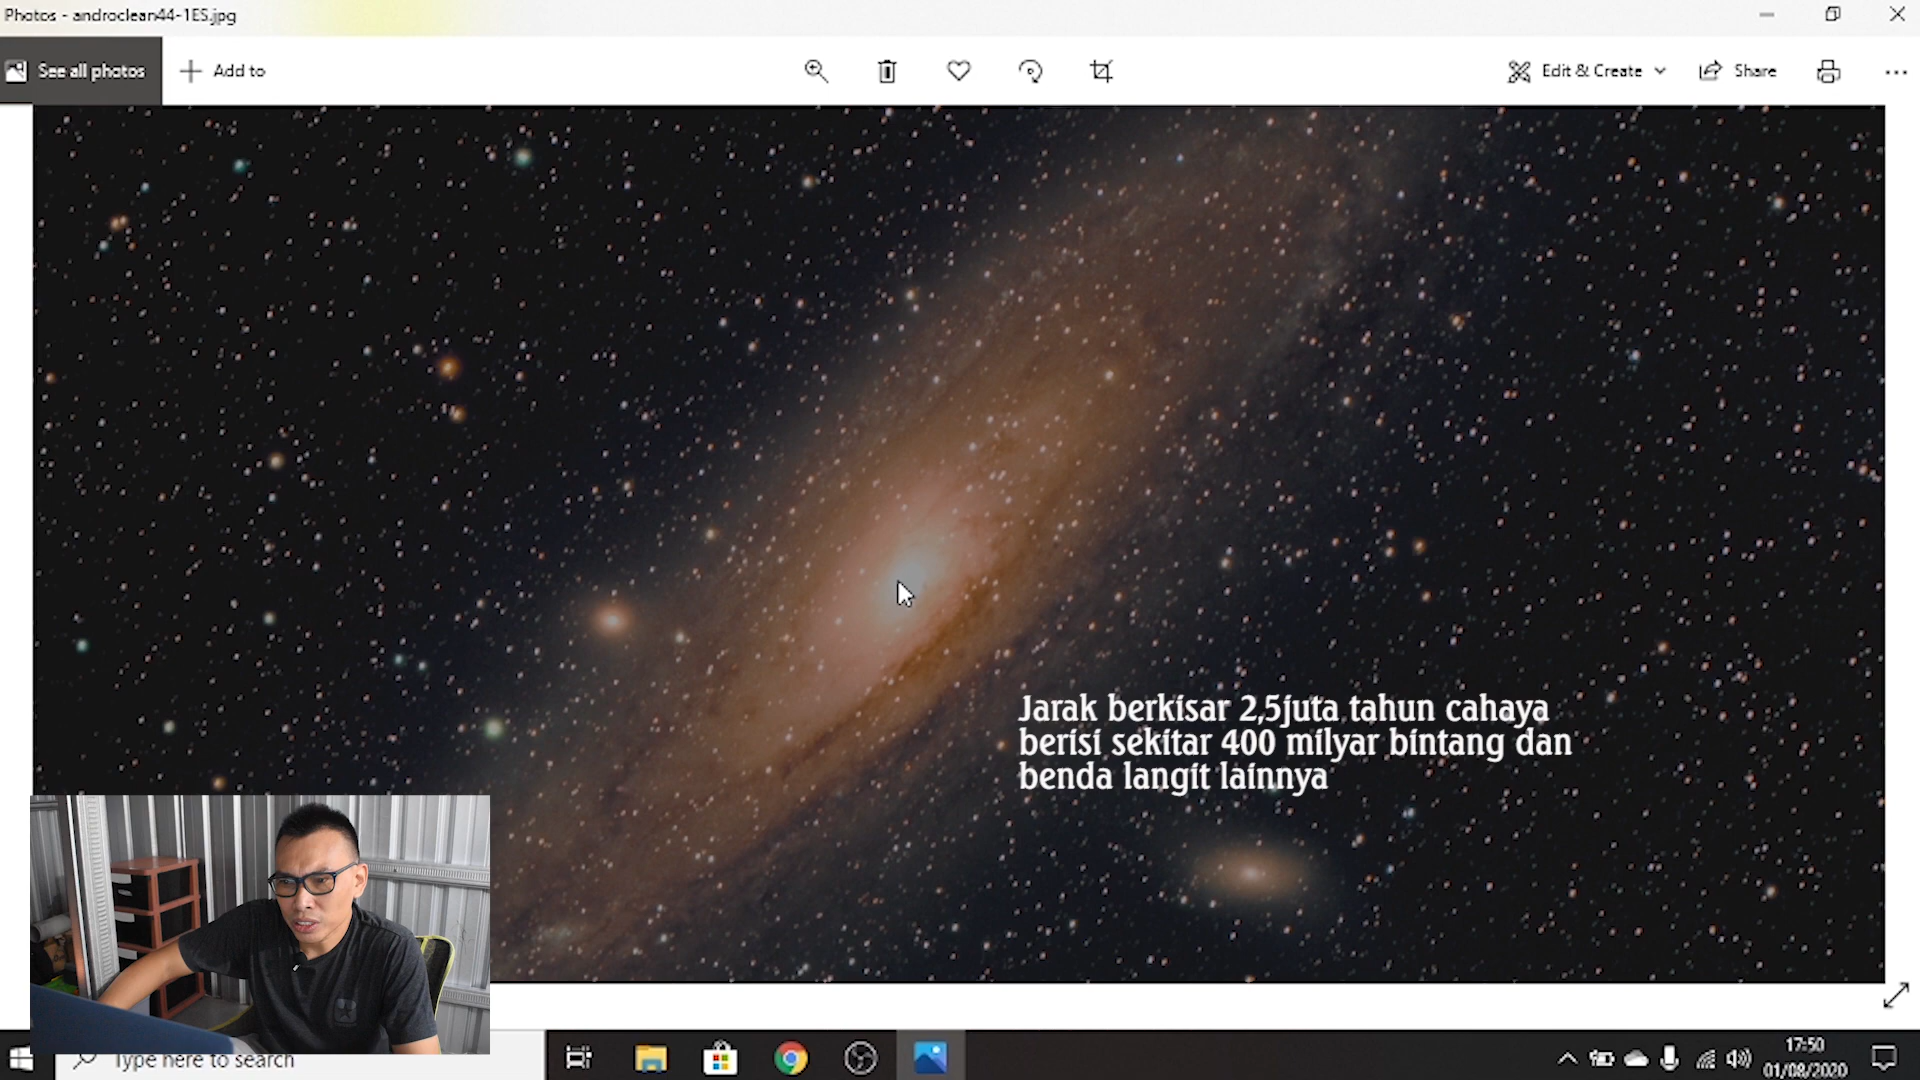 Photos - androclean44-1ES.jpg
See all photos
Add to
Edit & Create
Share
Jarak berkisar 2,5juta tahun cahaya
berisi sekitar 400 milyar bintang dan
benda langit lainnya
Type here to search
17:50
01/08/2020